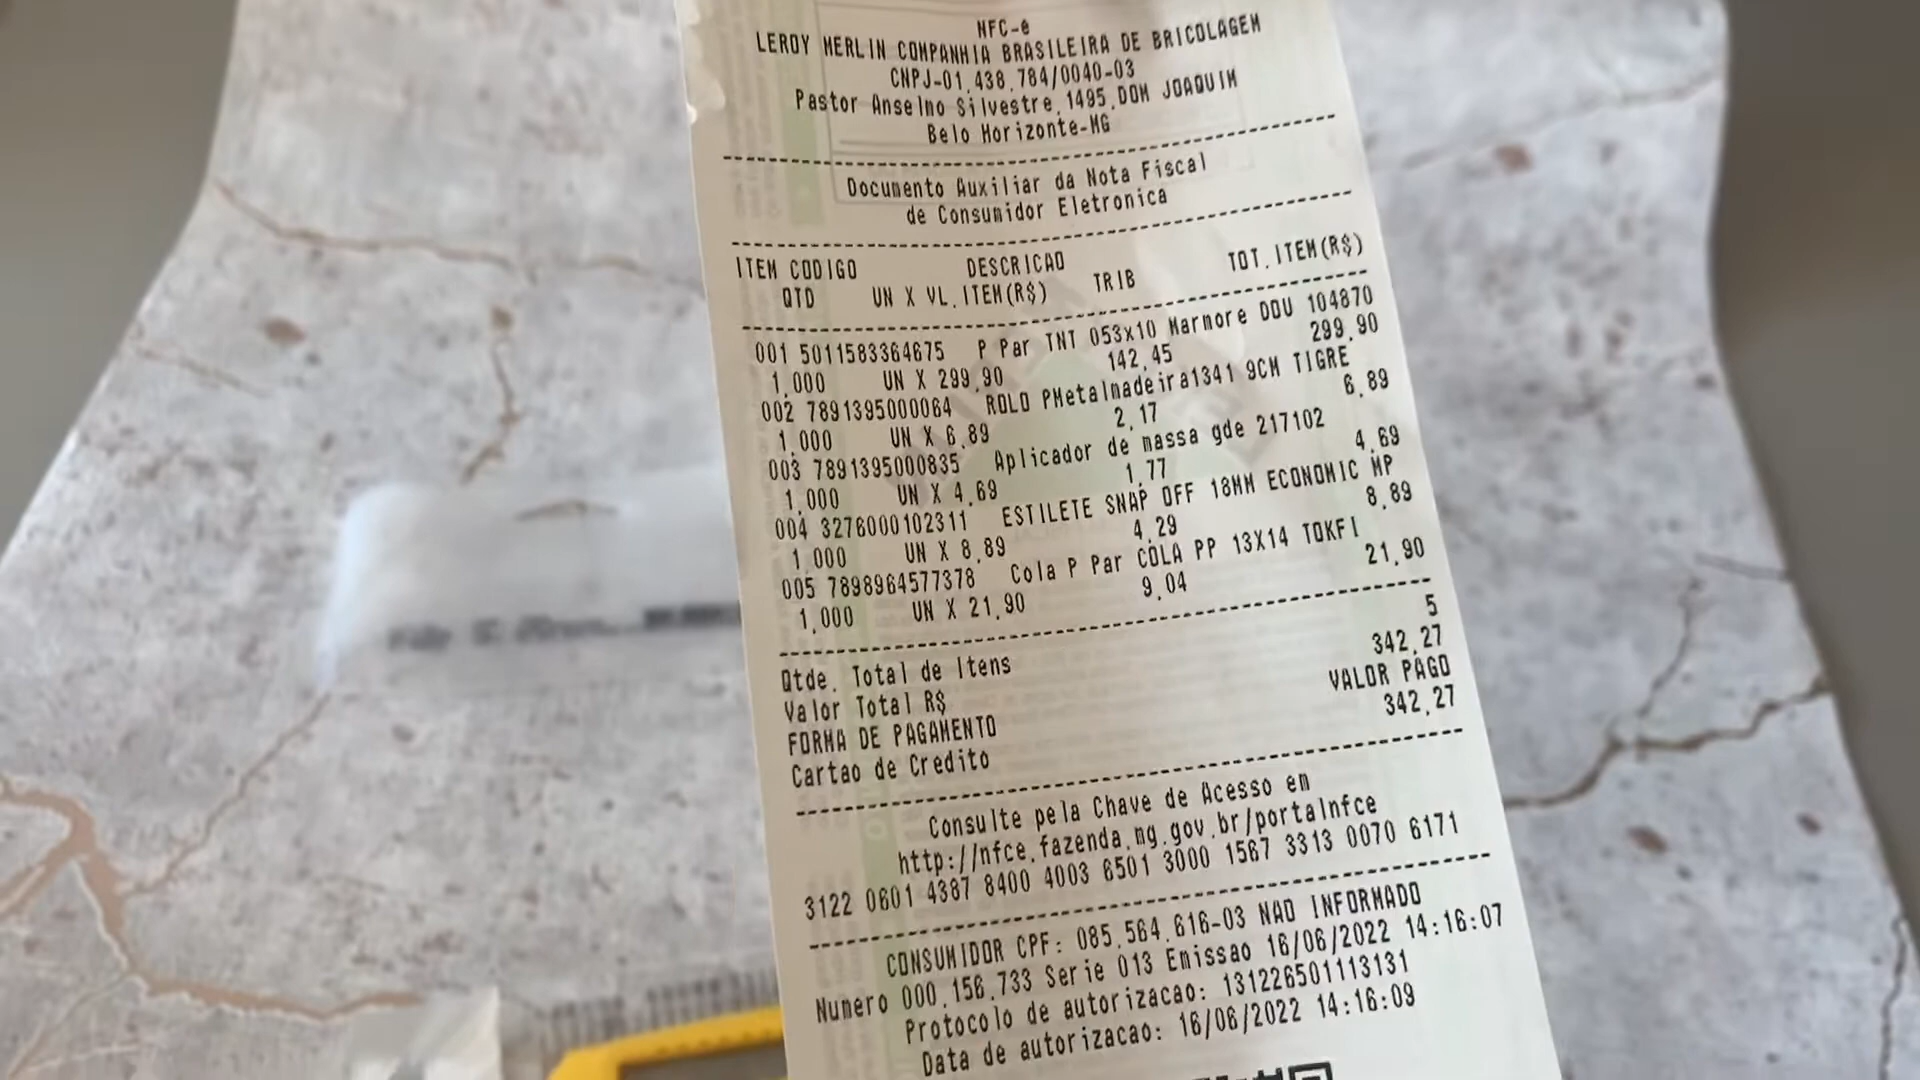 NFC-e
LEROY MERLIN COMPANHIA BRASILEIRA DE BRICOLAGEM
CNPJ-01.438.784/0040-03
Pastor Anselmo Silvestre,1495,DOM JOAQUIM
Belo Horizonte-MG
Documento Auxiliar da Nota Fiscal
de Consumidor Eletronica
ITEM CODIGO DESCRICAO TOT.ITEM(R$)
QTD UN X VL.ITEM(R$) TRIB
001 5011583364675 P Par TNT 053x10 Marmore DOU 104870
1,000 UN X 299,90 142,45 299,90
002 7891395000064 ROLO PMetalmadeira1341 9CM TIGRE
1,000 UN X 6,89 2,17 6,89
003 7891395000835 Aplicador de massa gde 217102
1,000 UN X 4,69 1,77 4,69
004 3276000102311 ESTILETE SNAP OFF 18MM ECONOMIC MP
1,000 UN X 8,89 4,29 8,89
005 7898964577378 Cola P Par COLA PP 13X14 TOKFI
1,000 UN X 21,90 9,04 21,90
Qtde. Total de Itens 5
Valor Total R$ 342,27
FORMA DE PAGAMENTO VALOR PAGO
Cartao de Credito 342,27
Consulte pela Chave de Acesso em
http://nfce.fazenda.mg.gov.br/portalnfce
3122 0601 4387 8400 4003 6501 3000 1567 3313 0070 6171
CONSUMIDOR CPF: 085.564.616-03 NAO INFORMADO
Numero 000.156.733 Serie 013 Emissao 16/06/2022 14:16:07
Protocolo de autorizacao: 131226501113131
Data de autorizacao: 16/06/2022 14:16:09